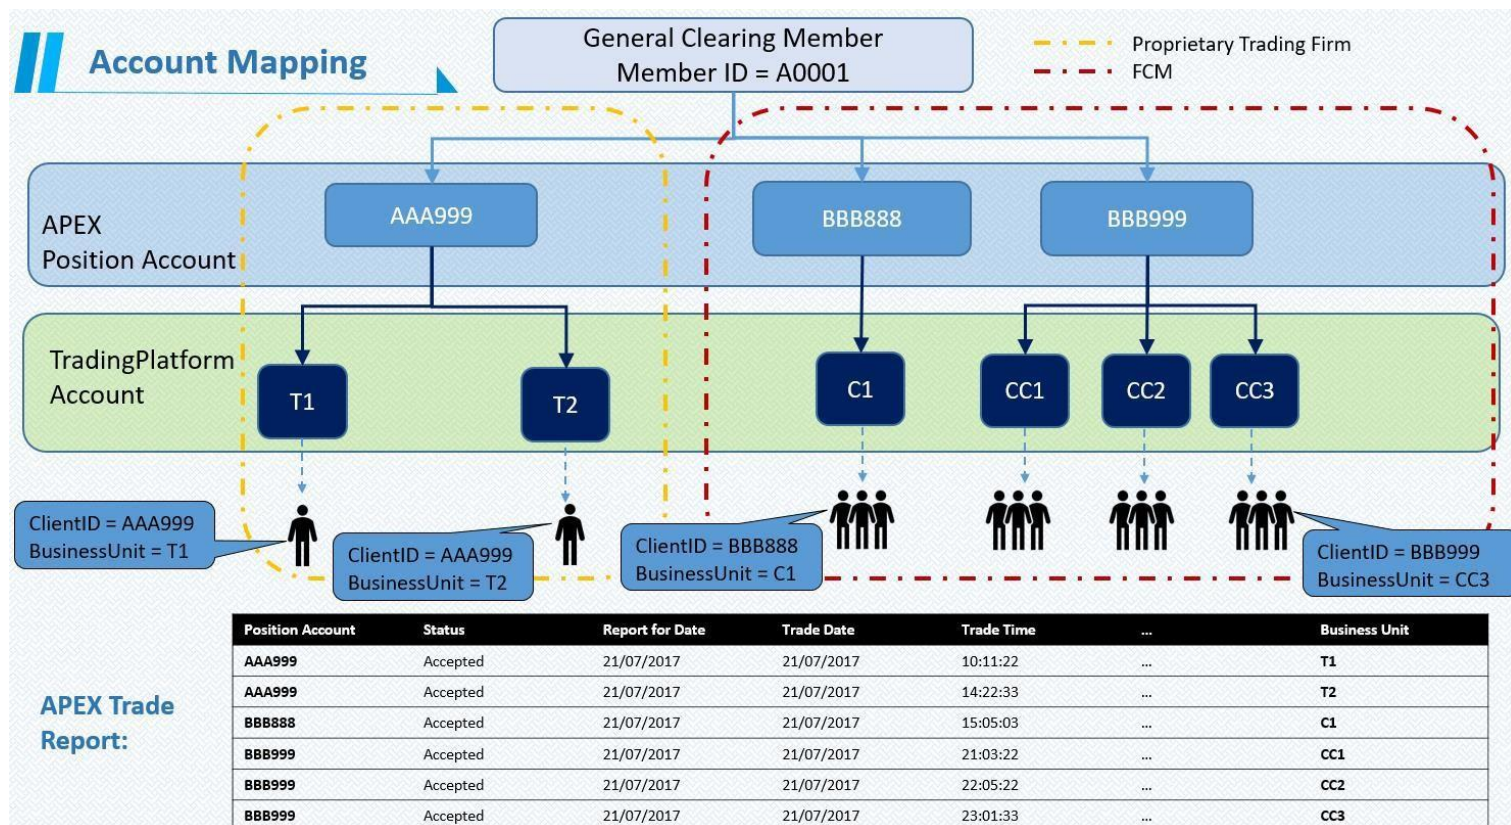 Account Mapping
General Clearing Member
Member ID = A0001
Proprietary Trading Firm
FCM
APEX
Position Account
AAA999
BBB888
BBB999
TradingPlatform
Account
T1
T2
C1
CC1
CC2
CC3
ClientID = AAA999
BusinessUnit = T1
ClientID = AAA999
BusinessUnit = T2
ClientID = BBB888
BusinessUnit = C1
ClientID = BBB999
BusinessUnit = CC3
APEX Trade
Report:
Position Account Status Report for Date Trade Date Trade Time ... Business Unit
AAA999 Accepted 21/07/2017 21/07/2017 10:11:22 ... T1
AAA999 Accepted 21/07/2017 21/07/2017 14:22:33 ... T2
BBB888 Accepted 21/07/2017 21/07/2017 15:05:03 ... C1
BBB999 Accepted 21/07/2017 21/07/2017 21:03:22 ... CC1
BBB999 Accepted 21/07/2017 21/07/2017 22:05:22 ... CC2
BBB999 Accepted 21/07/2017 21/07/2017 23:01:33 ... CC3